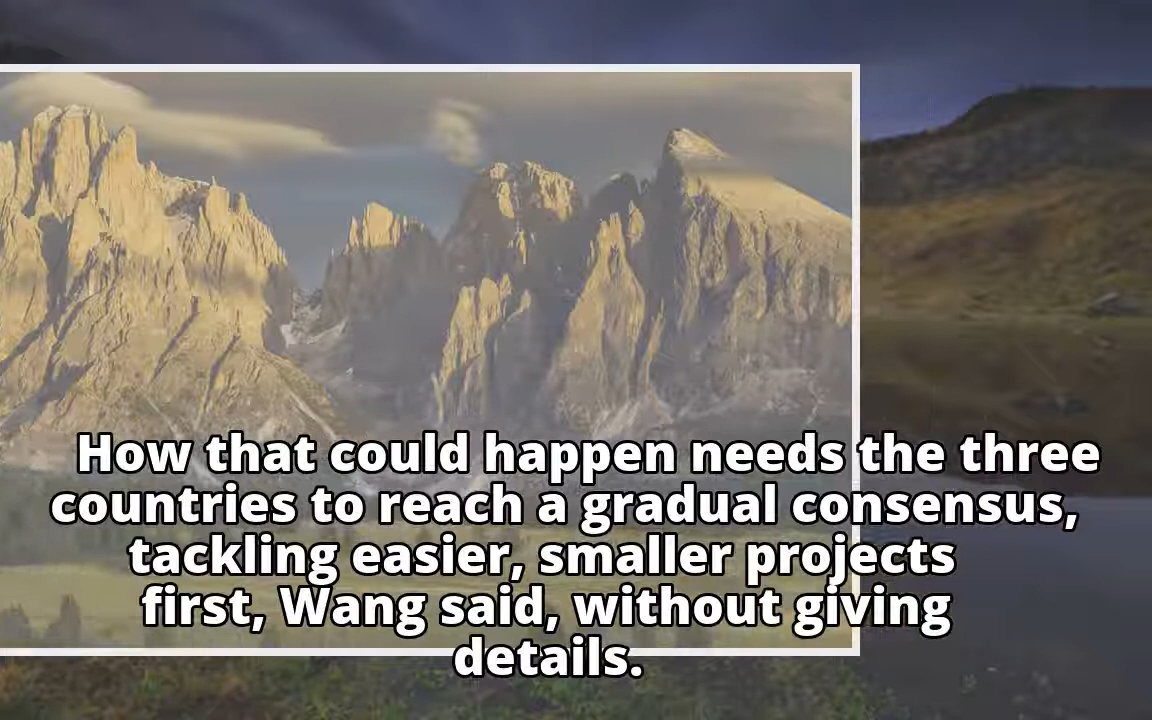 How that could happen needs the three
countries to reach a gradual consensus,
tackling easier, smaller projects
first, Wang said, without giving
details.